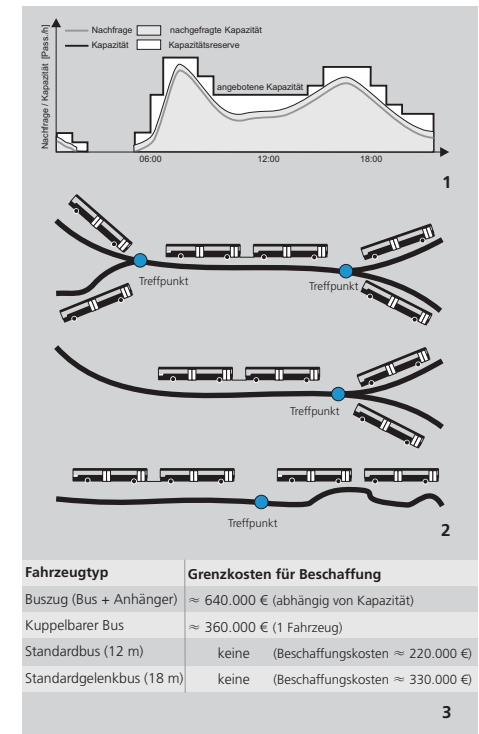 Nachfrage nachgefragte Kapazität
Kapazität Kapazitätsreserve
Nachfrage / Kapazität [Pass./h]
angebotene Kapazität
06:00 12:00 18:00
1
Treffpunkt Treffpunkt
Treffpunkt
Treffpunkt
2
Fahrzeugtyp Grenzkosten für Beschaffung
Buszug (Bus + Anhänger) ≈ 640.000 € (abhängig von Kapazität)
Kuppelbarer Bus ≈ 360.000 € (1 Fahrzeug)
Standardbus (12 m) keine (Beschaffungskosten ≈ 220.000 €)
Standardgelenkbus (18 m) keine (Beschaffungskosten ≈ 330.000 €)
3